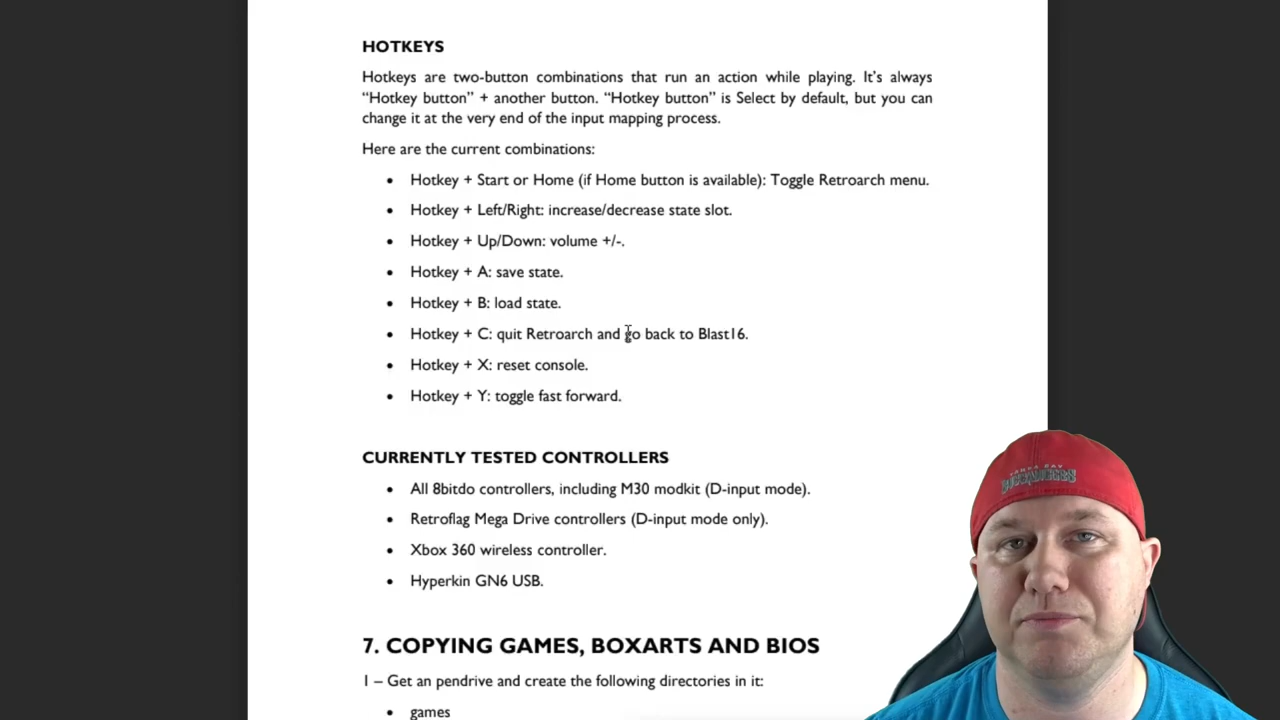 HOTKEYS
Hotkeys are two-button combinations that run an action while playing. It's always
“Hotkey button” + another button. “Hotkey button” is Select by default, but you can
change it at the very end of the input mapping process.
Here are the current combinations:
• Hotkey + Start or Home (if Home button is available): Toggle Retroarch menu.
• Hotkey + Left/Right: increase/decrease state slot.
• Hotkey + Up/Down: volume +/-.
• Hotkey + A: save state.
• Hotkey + B: load state.
• Hotkey + C: quit Retroarch and go back to Blast16.
• Hotkey + X: reset console.
• Hotkey + Y: toggle fast forward.
CURRENTLY TESTED CONTROLLERS
• All 8bitdo controllers, including M30 modkit (D-input mode).
• Retroflag Mega Drive controllers (D-input mode only).
• Xbox 360 wireless controller.
• Hyperkin GN6 USB.
7. COPYING GAMES, BOXARTS AND BIOS
1 – Get an pendrive and create the following directories in it:
• games
TAMPA BAY
BUCCANEERS